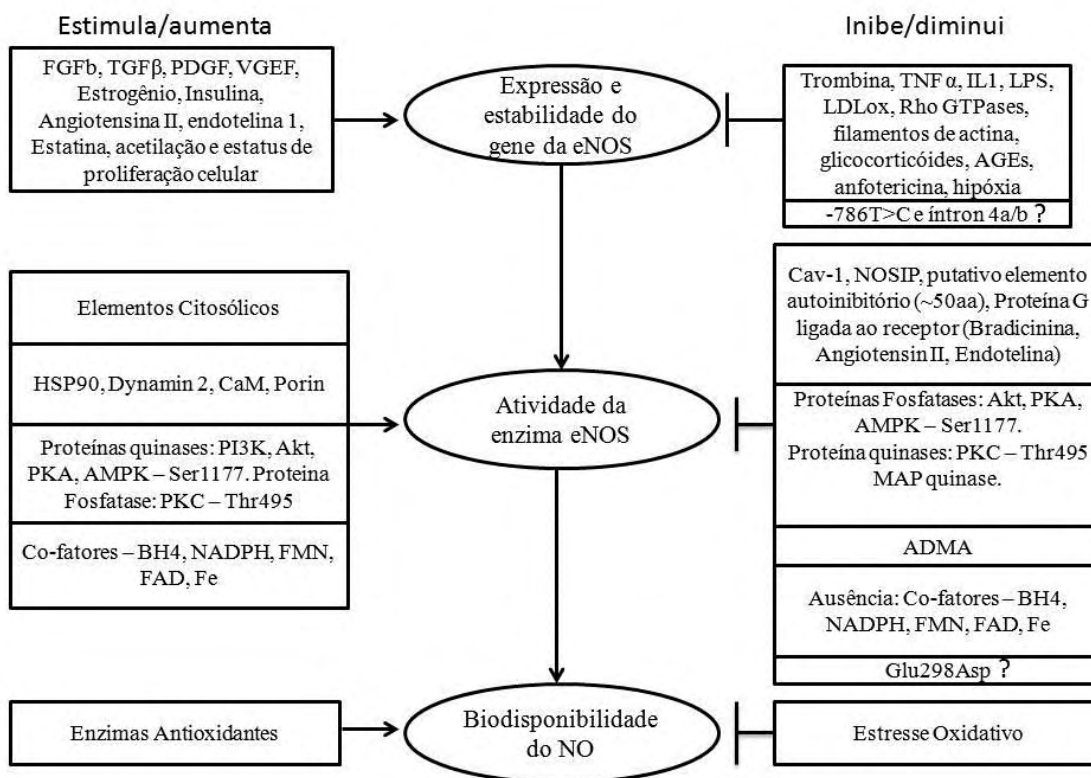 Estimula/aumenta
FGFb, TGFβ, PDGF, VGEF,
Estrogênio, Insulina,
Angiotensina II, endotelina 1,
Estatina, acetilação e estatus de
proliferação celular
Expressão e
estabilidade do
gene da eNOS
Inibe/diminui
Trombina, TNF α, IL1, LPS,
LDLox, Rho GTPases,
filamentos de actina,
glicocorticóides, AGEs,
anfotericina, hipóxia
-786T>C e íntron 4a/b ?
Elementos Citosólicos
HSP90, Dynamin 2, CaM, Porin
Proteínas quinases: PI3K, Akt,
PKA, AMPK – Ser1177. Proteina
Fosfatase: PKC – Thr495
Co-fatores – BH4, NADPH, FMN,
FAD, Fe
Atividade da
enzima eNOS
Cav-1, NOSIP, putativo elemento
autoinibitório (~50aa), Proteína G
ligada ao receptor (Bradicinina,
Angiotensin II, Endotelina)
Proteínas Fosfatases: Akt, PKA,
AMPK – Ser1177.
Proteína quinases: PKC – Thr495
MAP quinase.
ADMA
Ausência: Co-fatores – BH4,
NADPH, FMN, FAD, Fe
Glu298Asp ?
Enzimas Antioxidantes
Biodisponibilidade
do NO
Estresse Oxidativo